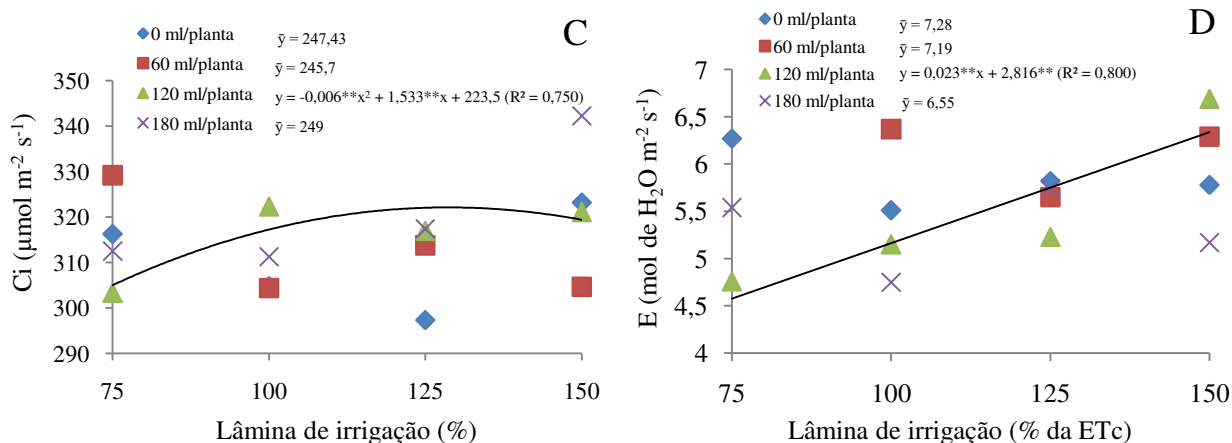 C
0 ml/planta ȳ = 247,43
60 ml/planta ȳ = 245,7
120 ml/planta y = -0,006**x² + 1,533**x + 223,5 (R² = 0,750)
180 ml/planta ȳ = 249
350
340
330
320
310
300
290
75 100 125 150
Ci (µmol m⁻² s⁻¹)
Lâmina de irrigação (%)
D
0 ml/planta ȳ = 7,28
60 ml/planta ȳ = 7,19
120 ml/planta y = 0,023**x + 2,816** (R² = 0,800)
180 ml/planta ȳ = 6,55
7
6,5
6
5,5
5
4,5
4
75 100 125 150
E (mol de H₂O m⁻² s⁻¹)
Lâmina de irrigação (% da ETc)